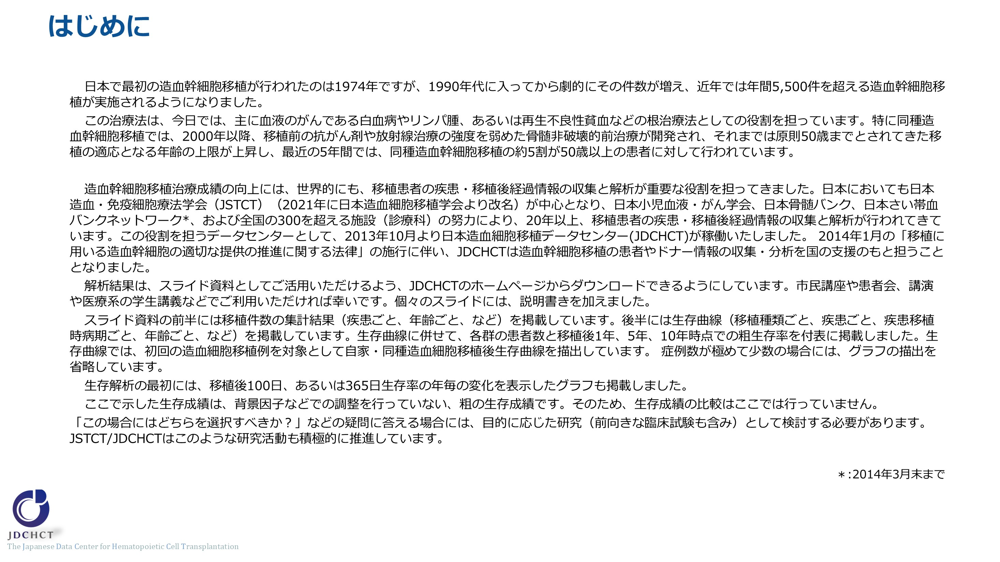 はじめに
日本で最初の造血幹細胞移植が行われたのは1974年ですが、1990年代に入ってから劇的にその件数が増え、近年では年間5,500件を超える造血幹細胞移
植が実施されるようになりました。
この治療法は、今日では、主に血液のがんである白血病やリンパ腫、あるいは再生不良性貧血などの根治療法としての役割を担っています。特に同種造
血幹細胞移植では、2000年以降、移植前の抗がん剤や放射線治療の強度を弱めた骨髄非破壊的前治療が開発され、それまでは原則50歳までとされてきた移
植の適応となる年齢の上限が上昇し、最近の5年間では、同種造血幹細胞移植の約5割が50歳以上の患者に対して行われています。
造血幹細胞移植治療成績の向上には、世界的にも、移植患者の疾患・移植後経過情報の収集と解析が重要な役割を担ってきました。日本においても日本
造血・免疫細胞療法学会（JSTCT）（2021年に日本造血細胞移植学会より改名）が中心となり、日本小児血液・がん学会、日本骨髄バンク、日本さい帯血
バンクネットワーク*、および全国の300を超える施設（診療科）の努力により、20年以上、移植患者の疾患・移植後経過情報の収集と解析が行われてきて
います。この役割を担うデータセンターとして、2013年10月より日本造血細胞移植データセンター(JDCHCT)が稼働いたしました。 2014年1月の「移植に
用いる造血幹細胞の適切な提供の推進に関する法律」の施行に伴い、JDCHCTは造血幹細胞移植の患者やドナー情報の収集・分析を国の支援のもと担うこと
となりました。
解析結果は、スライド資料としてご活用いただけるよう、JDCHCTのホームページからダウンロードできるようにしています。市民講座や患者会、講演
や医療系の学生講義などでご利用いただければ幸いです。個々のスライドには、説明書きを加えました。
スライド資料の前半には移植件数の集計結果（疾患ごと、年齢ごと、など）を掲載しています。後半には生存曲線（移植種類ごと、疾患ごと、疾患移植
時病期ごと、年齢ごと、など）を掲載しています。生存曲線に併せて、各群の患者数と移植後1年、5年、10年時点での粗生存率を付表に掲載しました。生
存曲線では、初回の造血細胞移植例を対象として自家・同種造血細胞移植後生存曲線を描出しています。 症例数が極めて少数の場合には、グラフの描出を
省略しています。
生存解析の最初には、移植後100日、あるいは365日生存率の年毎の変化を表示したグラフも掲載しました。
ここで示した生存成績は、背景因子などでの調整を行っていない、粗の生存成績です。そのため、生存成績の比較はここでは行っていません。
「この場合にはどちらを選択すべきか？」などの疑問に答える場合には、目的に応じた研究（前向きな臨床試験も含み）として検討する必要があります。
JSTCT/JDCHCTはこのような研究活動も積極的に推進しています。
＊:2014年3月末まで
JDCHCT
The Japanese Data Center for Hematopoietic Cell Transplantation